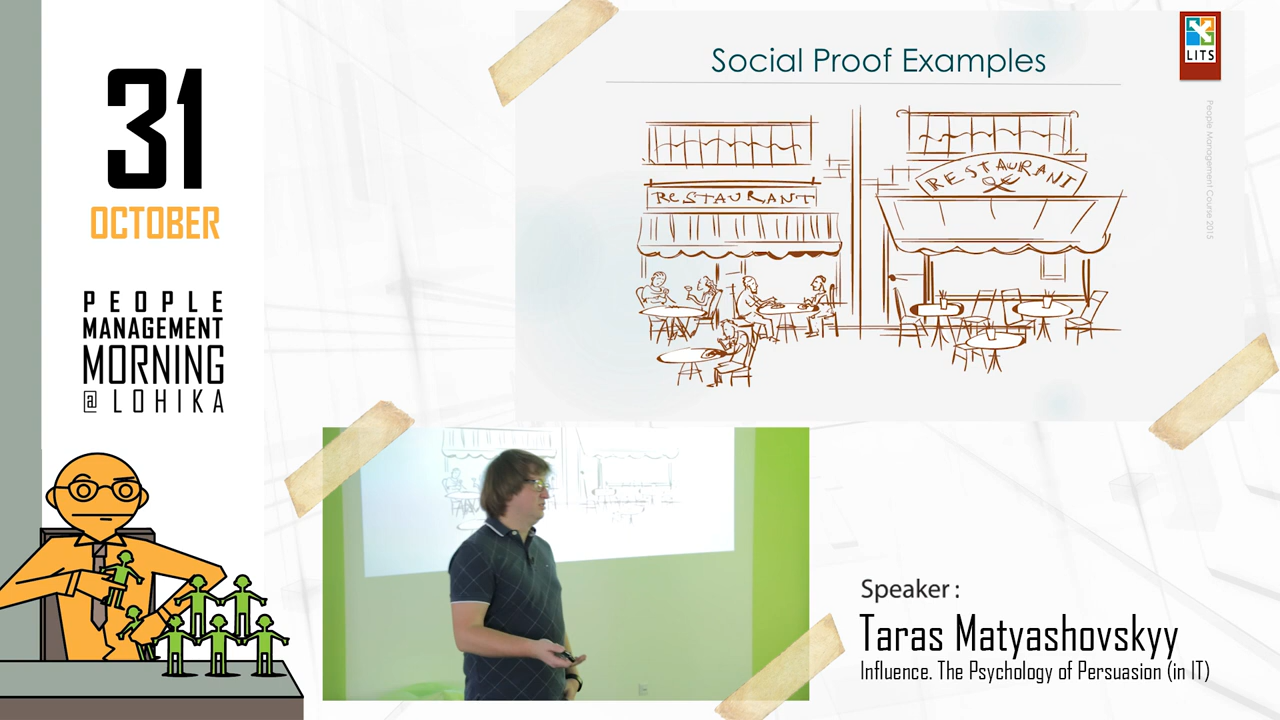 31
OCTOBER
PEOPLE
MANAGEMENT
MORNING
@ LOHIKA
Social Proof Examples
LITS
People Management Course 2015
RESTAURANT
RESTAURANT
Speaker :
Taras Matyashovskyy
Influence. The Psychology of Persuasion (in IT)